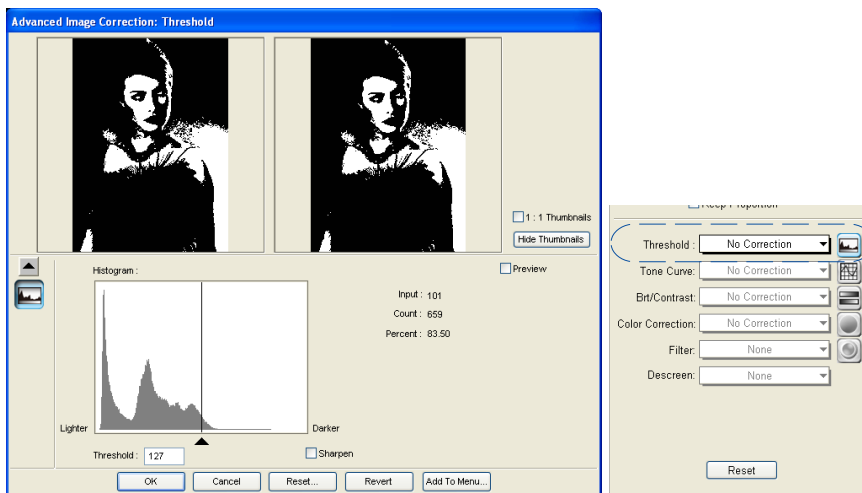 Advanced Image Correction: Threshold
1 : 1 Thumbnails
Hide Thumbnails
Histogram :
Preview
Input : 101
Count : 659
Percent : 83.50
Lighter
Darker
Threshold : 127
Sharpen
OK
Cancel
Reset...
Revert
Add To Menu...
Keep Proportion
Threshold : No Correction
Tone Curve: No Correction
Brt/Contrast: No Correction
Color Correction: No Correction
Filter: None
Descreen: None
Reset